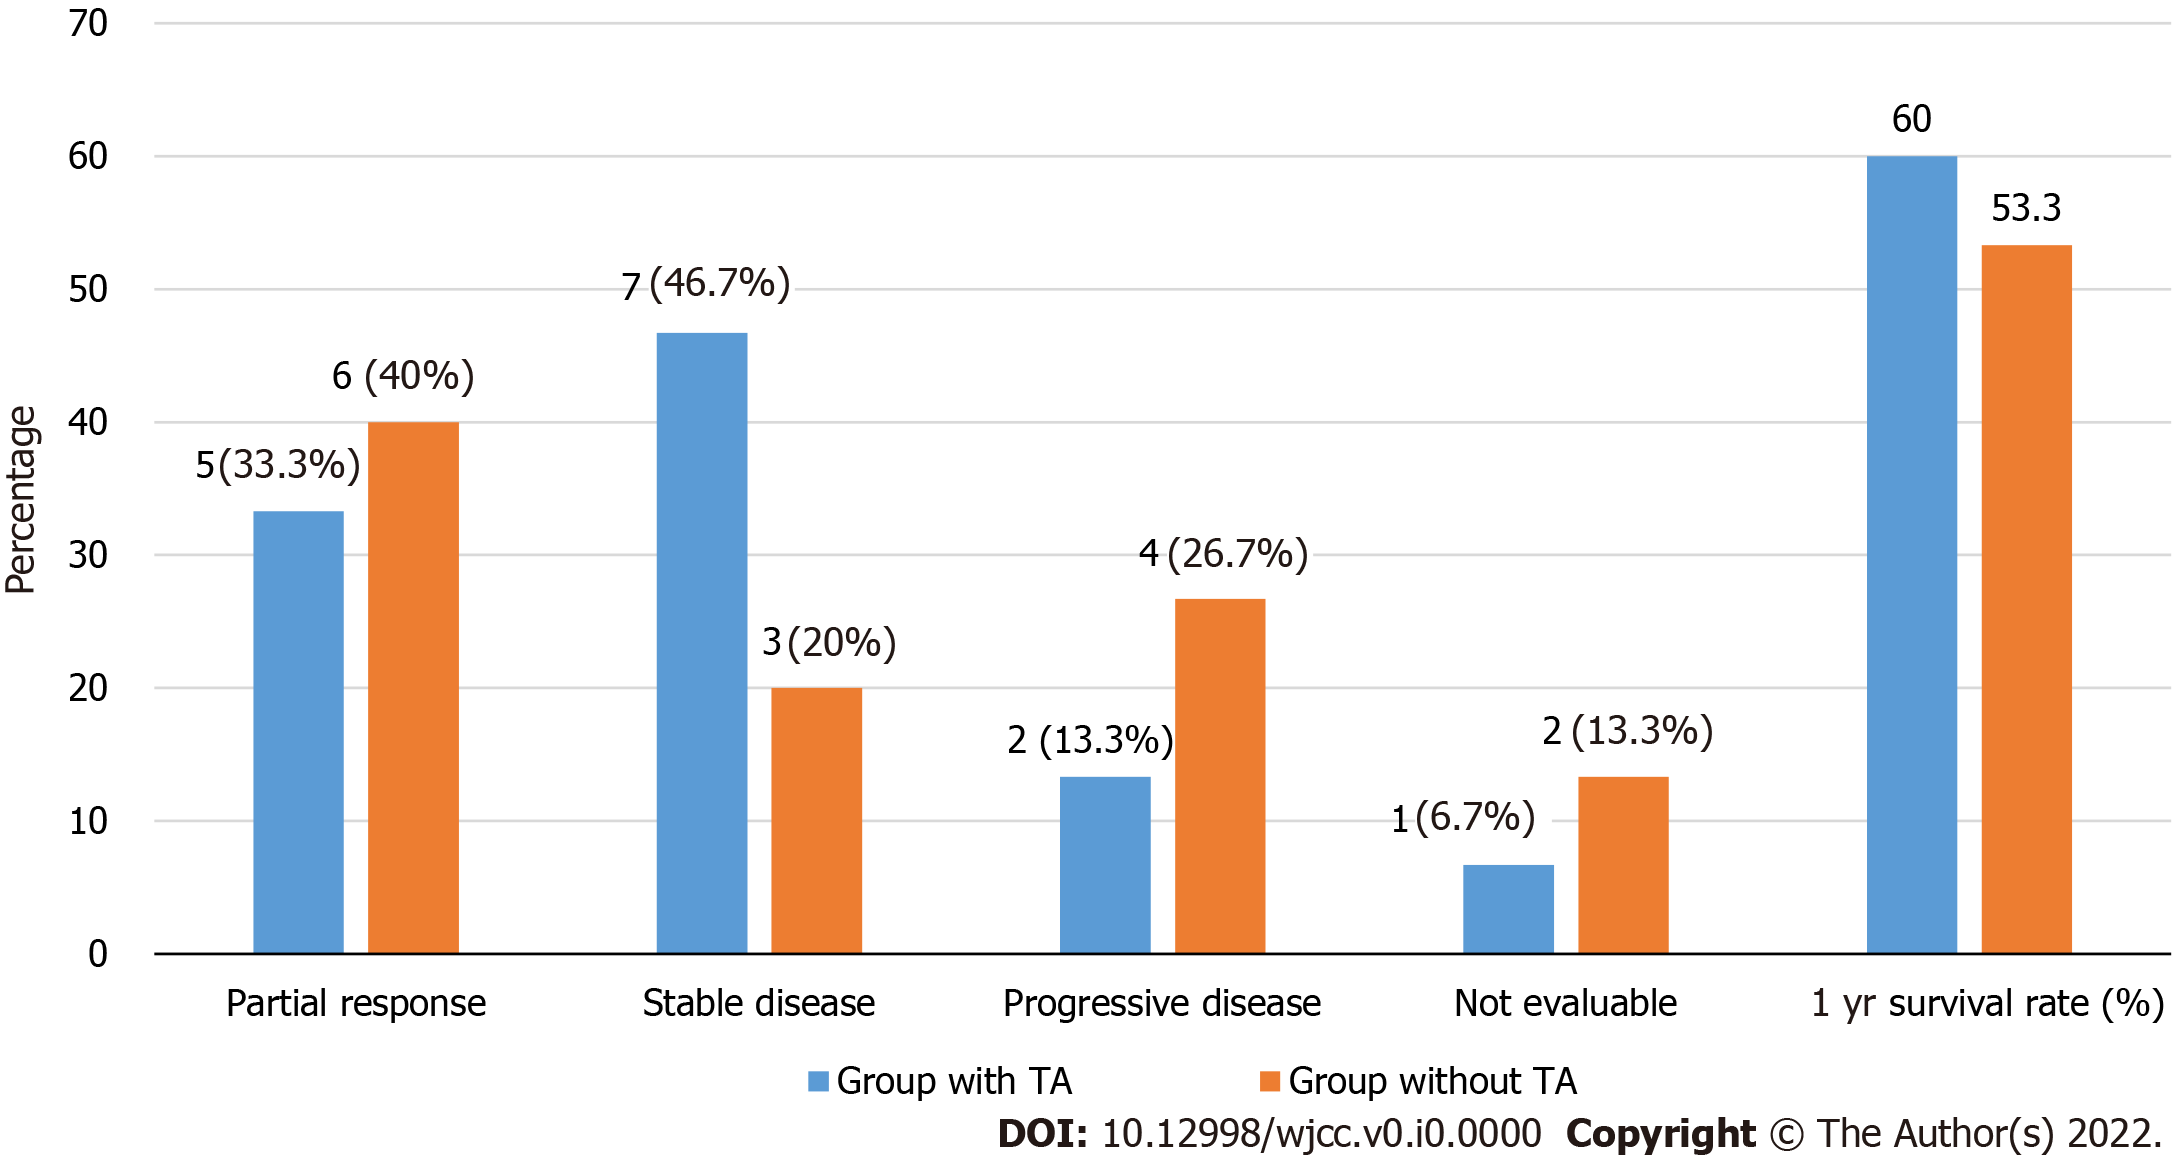 70
60
50
40
30
20
10
0
Percentage
5 (33.3%)
6 (40%)
7 (46.7%)
3 (20%)
2 (13.3%)
4 (26.7%)
1 (6.7%)
2 (13.3%)
60
53.3
Partial response
Stable disease
Progressive disease
Not evaluable
1 yr survival rate (%)
Group with TA
Group without TA
DOI: 10.12998/wjcc.v0.i0.0000 Copyright © The Author(s) 2022.